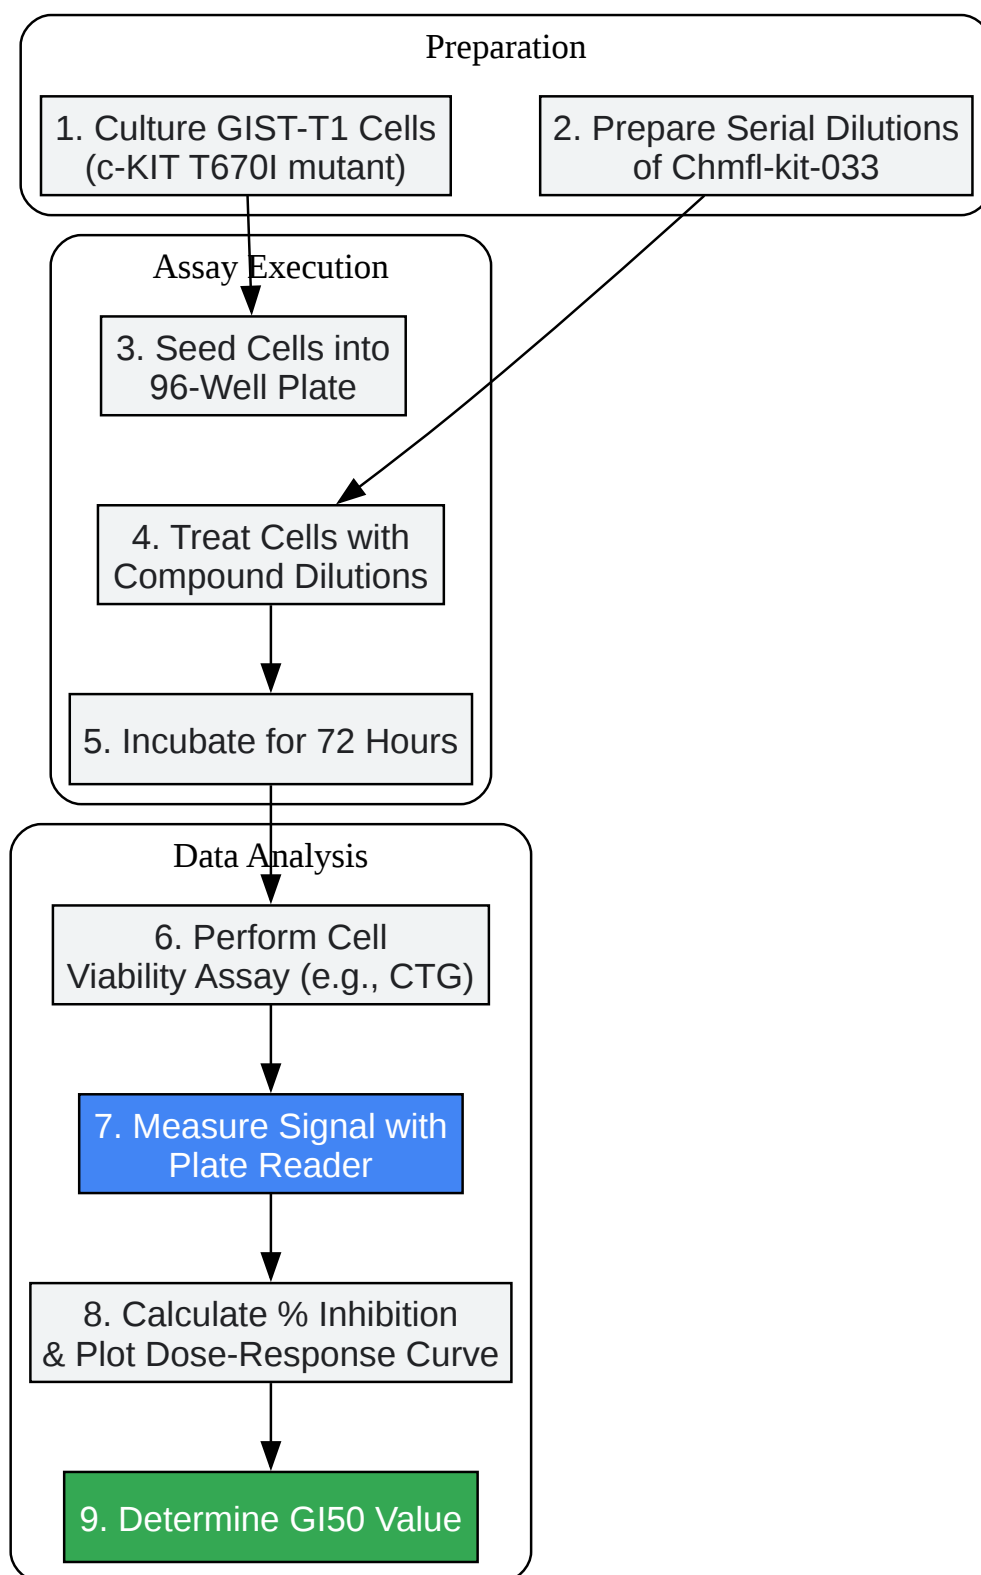 Preparation
1. Culture GIST-T1 Cells
(c-KIT T670I mutant)
2. Prepare Serial Dilutions
of Chmfl-kit-033
Assay Execution
3. Seed Cells into
96-Well Plate
4. Treat Cells with
Compound Dilutions
5. Incubate for 72 Hours
Data Analysis
6. Perform Cell
Viability Assay (e.g., CTG)
7. Measure Signal with
Plate Reader
8. Calculate % Inhibition
& Plot Dose-Response Curve
9. Determine GI50 Value